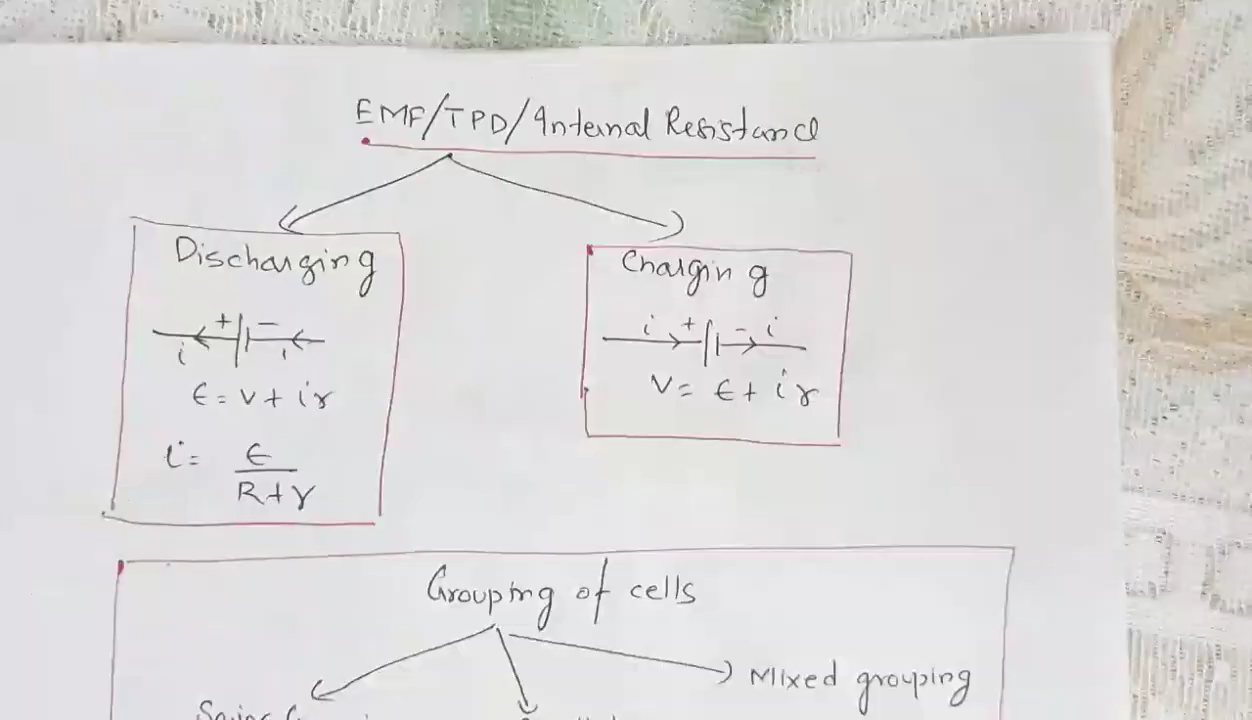 EMF/TPD/Internal Resistance
Discharging
+ -
i i
ε = v + ir
i = ε / R+r
Charging
i + - i
V = ε + ir
Grouping of cells
Mixed grouping